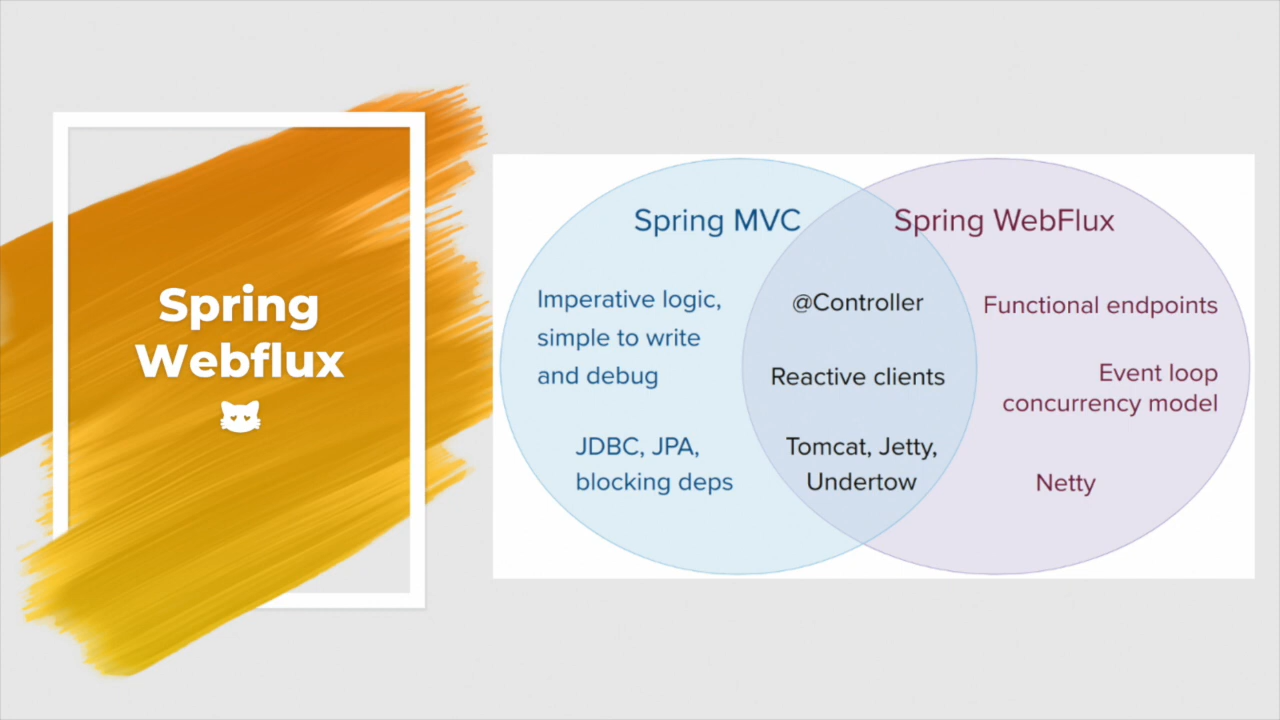 Spring
Webflux
Spring MVC
Imperative logic,
simple to write
and debug
JDBC, JPA,
blocking deps
@Controller
Reactive clients
Tomcat, Jetty,
Undertow
Spring WebFlux
Functional endpoints
Event loop
concurrency model
Netty